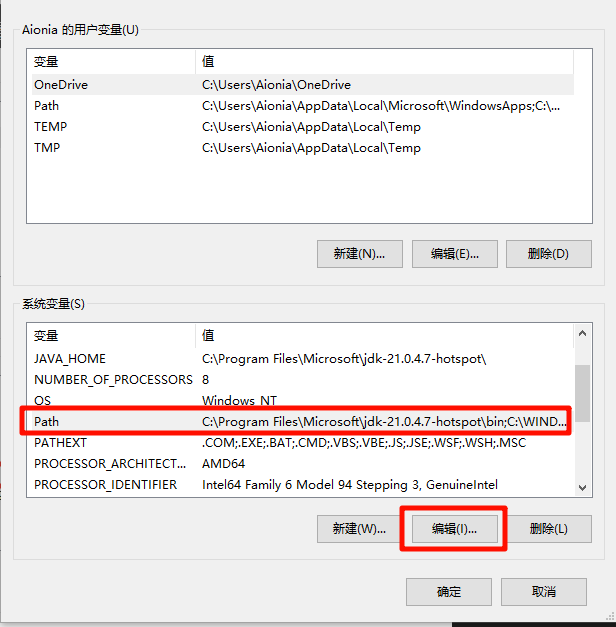 Aionia 的用户变量(U)
变量 值
OneDrive C:\Users\Aionia\OneDrive
Path C:\Users\Aionia\AppData\Local\Microsoft\WindowsApps;C:\...
TEMP C:\Users\Aionia\AppData\Local\Temp
TMP C:\Users\Aionia\AppData\Local\Temp
新建(N)... 编辑(E)... 删除(D)
系统变量(S)
变量 值
JAVA_HOME C:\Program Files\Microsoft\jdk-21.0.4.7-hotspot\
NUMBER_OF_PROCESSORS 8
OS Windows_NT
Path C:\Program Files\Microsoft\jdk-21.0.4.7-hotspot\bin;C:\WIND...
PATHEXT .COM;.EXE;.BAT;.CMD;.VBS;.VBE;.JS;.JSE;.WSF;.WSH;.MSC
PROCESSOR_ARCHITECT... AMD64
PROCESSOR_IDENTIFIER Intel64 Family 6 Model 94 Stepping 3, GenuineIntel
新建(W)... 编辑(I)... 删除(L)
确定 取消